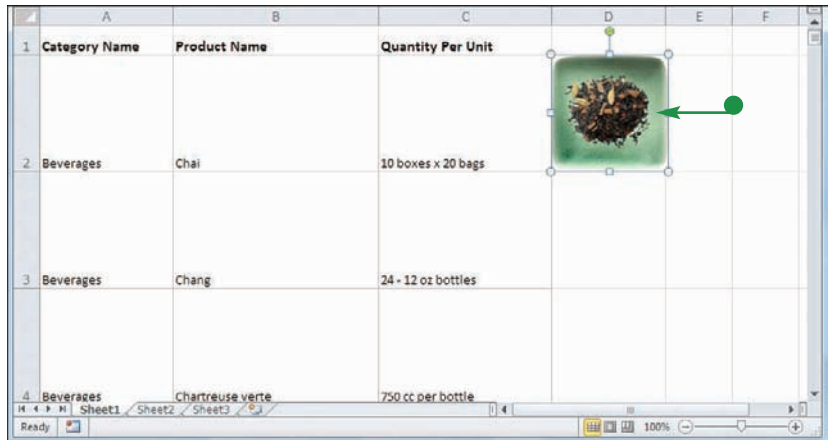 A B C D E F
1 Category Name Product Name Quantity Per Unit
2 Beverages Chai 10 boxes x 20 bags
3 Beverages Chang 24 - 12 oz bottles
4 Beverages Chartreuse verte 750 cc per bottle
Sheet1 Sheet2 Sheet3
Ready 100%